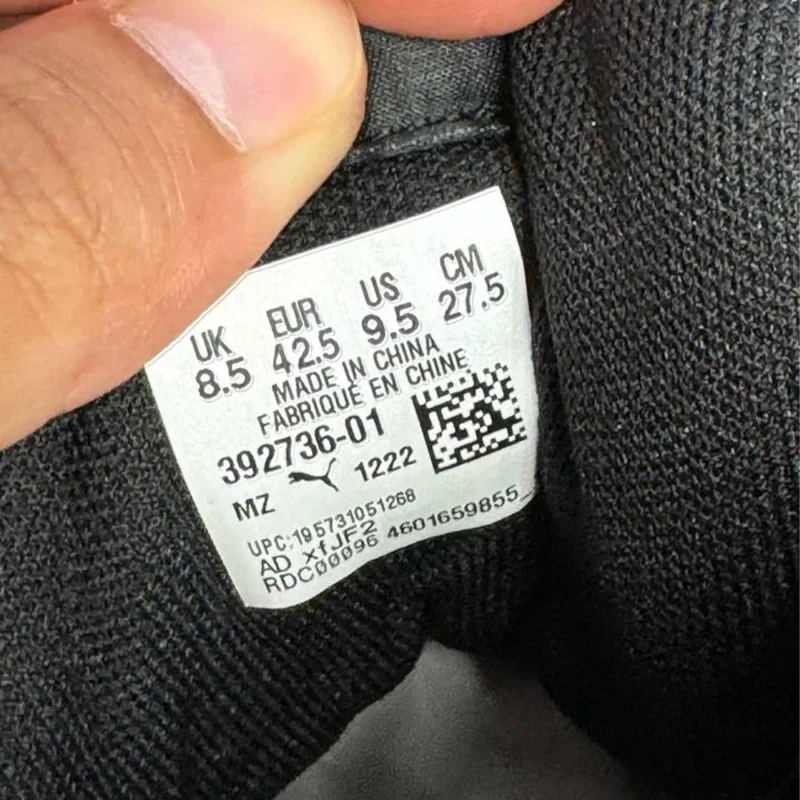 UK EUR US CM
8.5 42.5 9.5 27.5
MADE IN CHINA
FABRIQUÉ EN CHINE
392736-01
MZ 1222
UPC:195731051268
AD xfJF2
RDC00096 4601659855